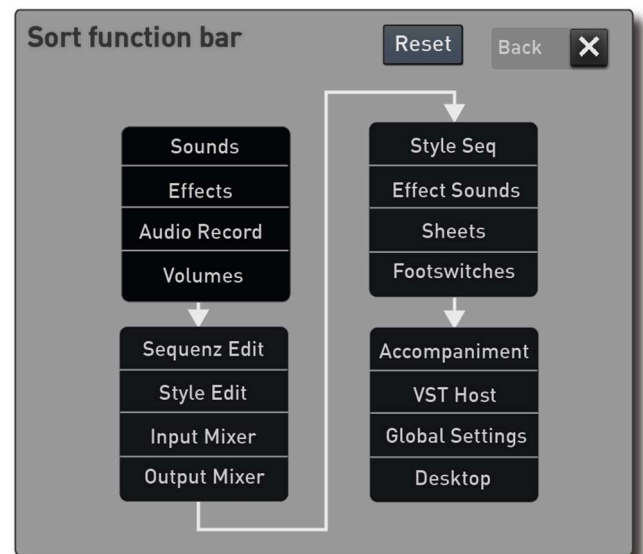 Sort function bar
Reset
Back
X
Sounds
Effects
Audio Record
Volumes
Sequenz Edit
Style Edit
Input Mixer
Output Mixer
Style Seq
Effect Sounds
Sheets
Footswitches
Accompaniment
VST Host
Global Settings
Desktop